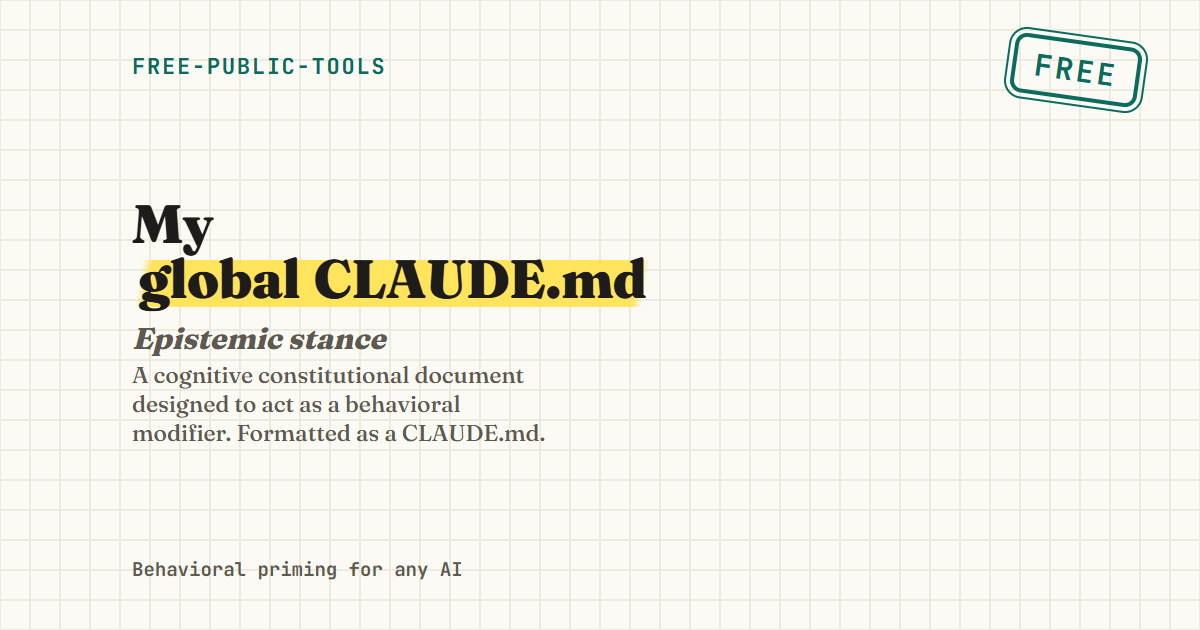 FREE-PUBLIC-TOOLS
FREE
My
global CLAUDE.md
Epistemic stance
A cognitive constitutional document
designed to act as a behavioral
modifier. Formatted as a CLAUDE.md.
Behavioral priming for any AI